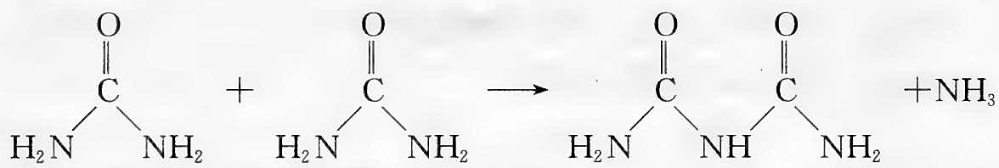 O O O O
C + C → C C +NH₃
H₂N NH₂ H₂N NH₂ H₂N NH NH₂